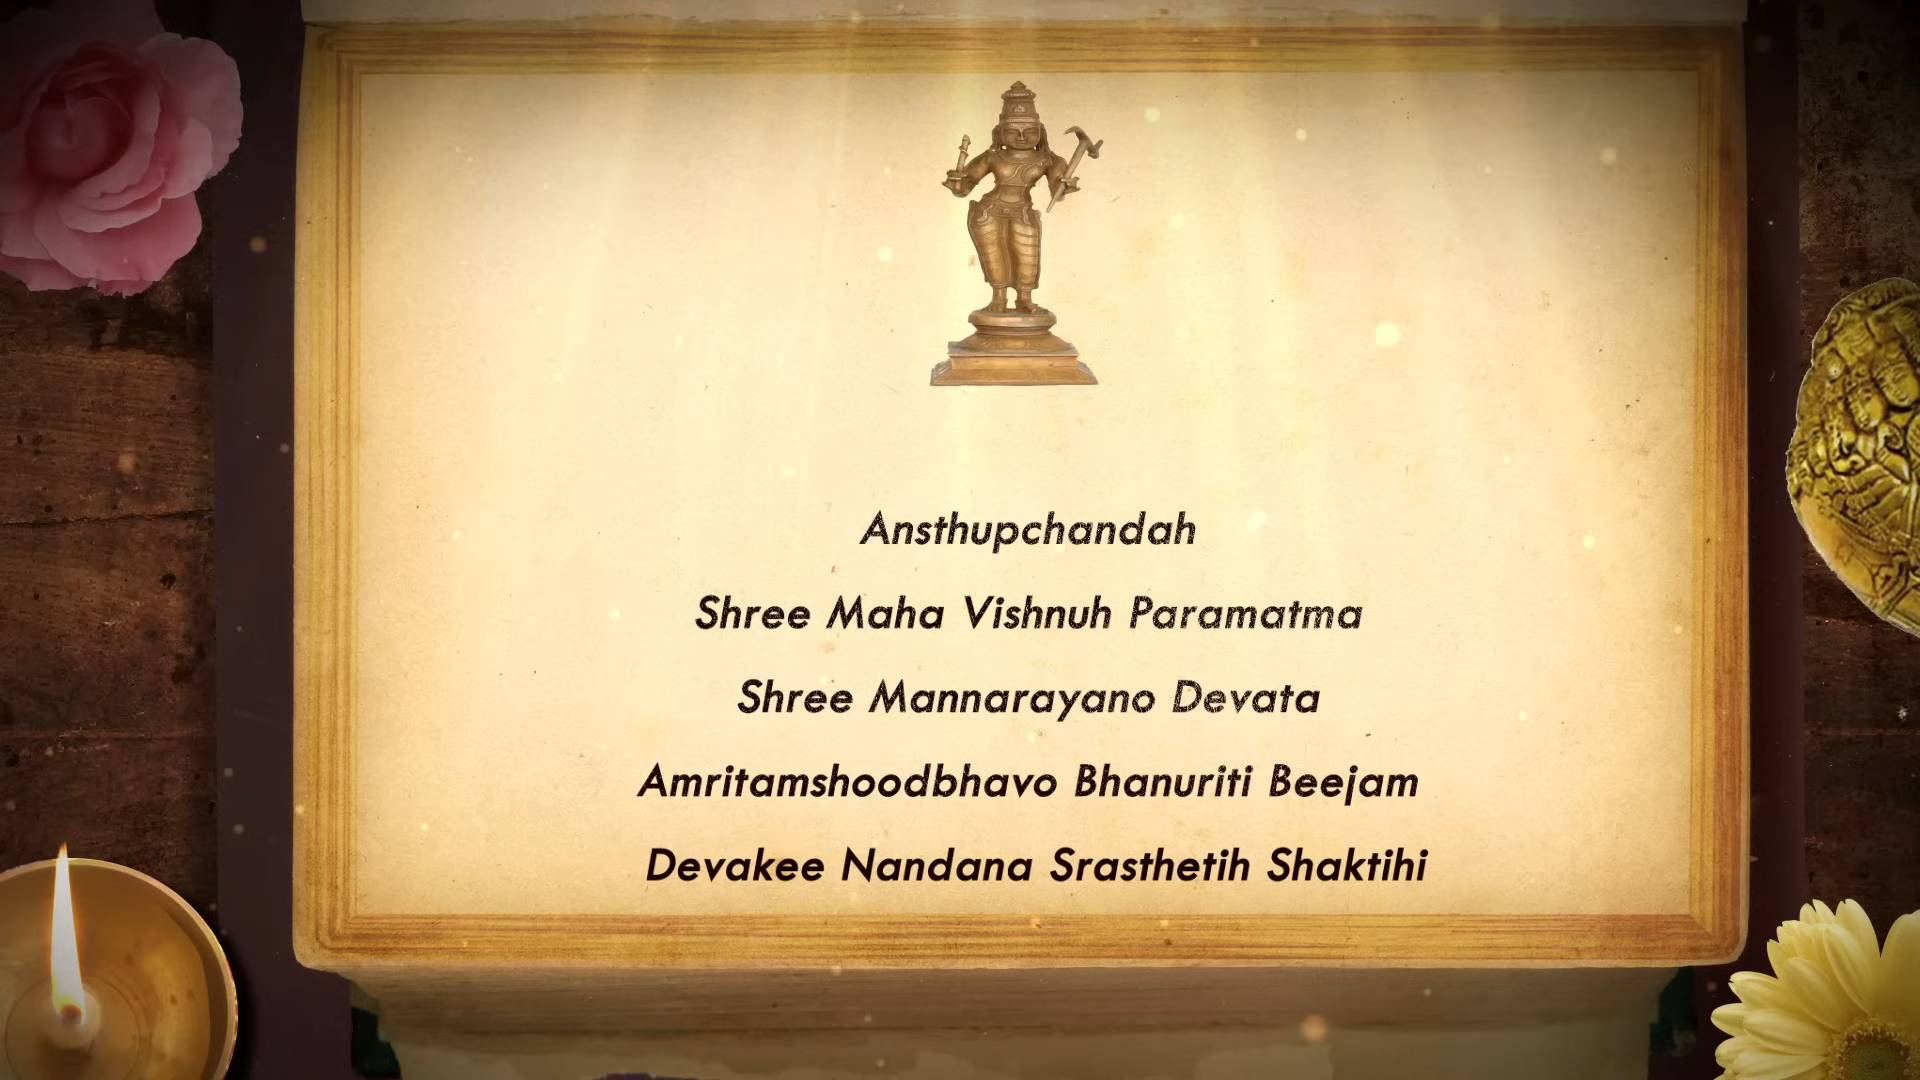 Ansthupchandah
Shree Maha Vishnuh Paramatma
Shree Mannarayano Devata
Amritamshoodbhavo Bhanuriti Beejam
Devakee Nandana Srasthetih Shaktihi